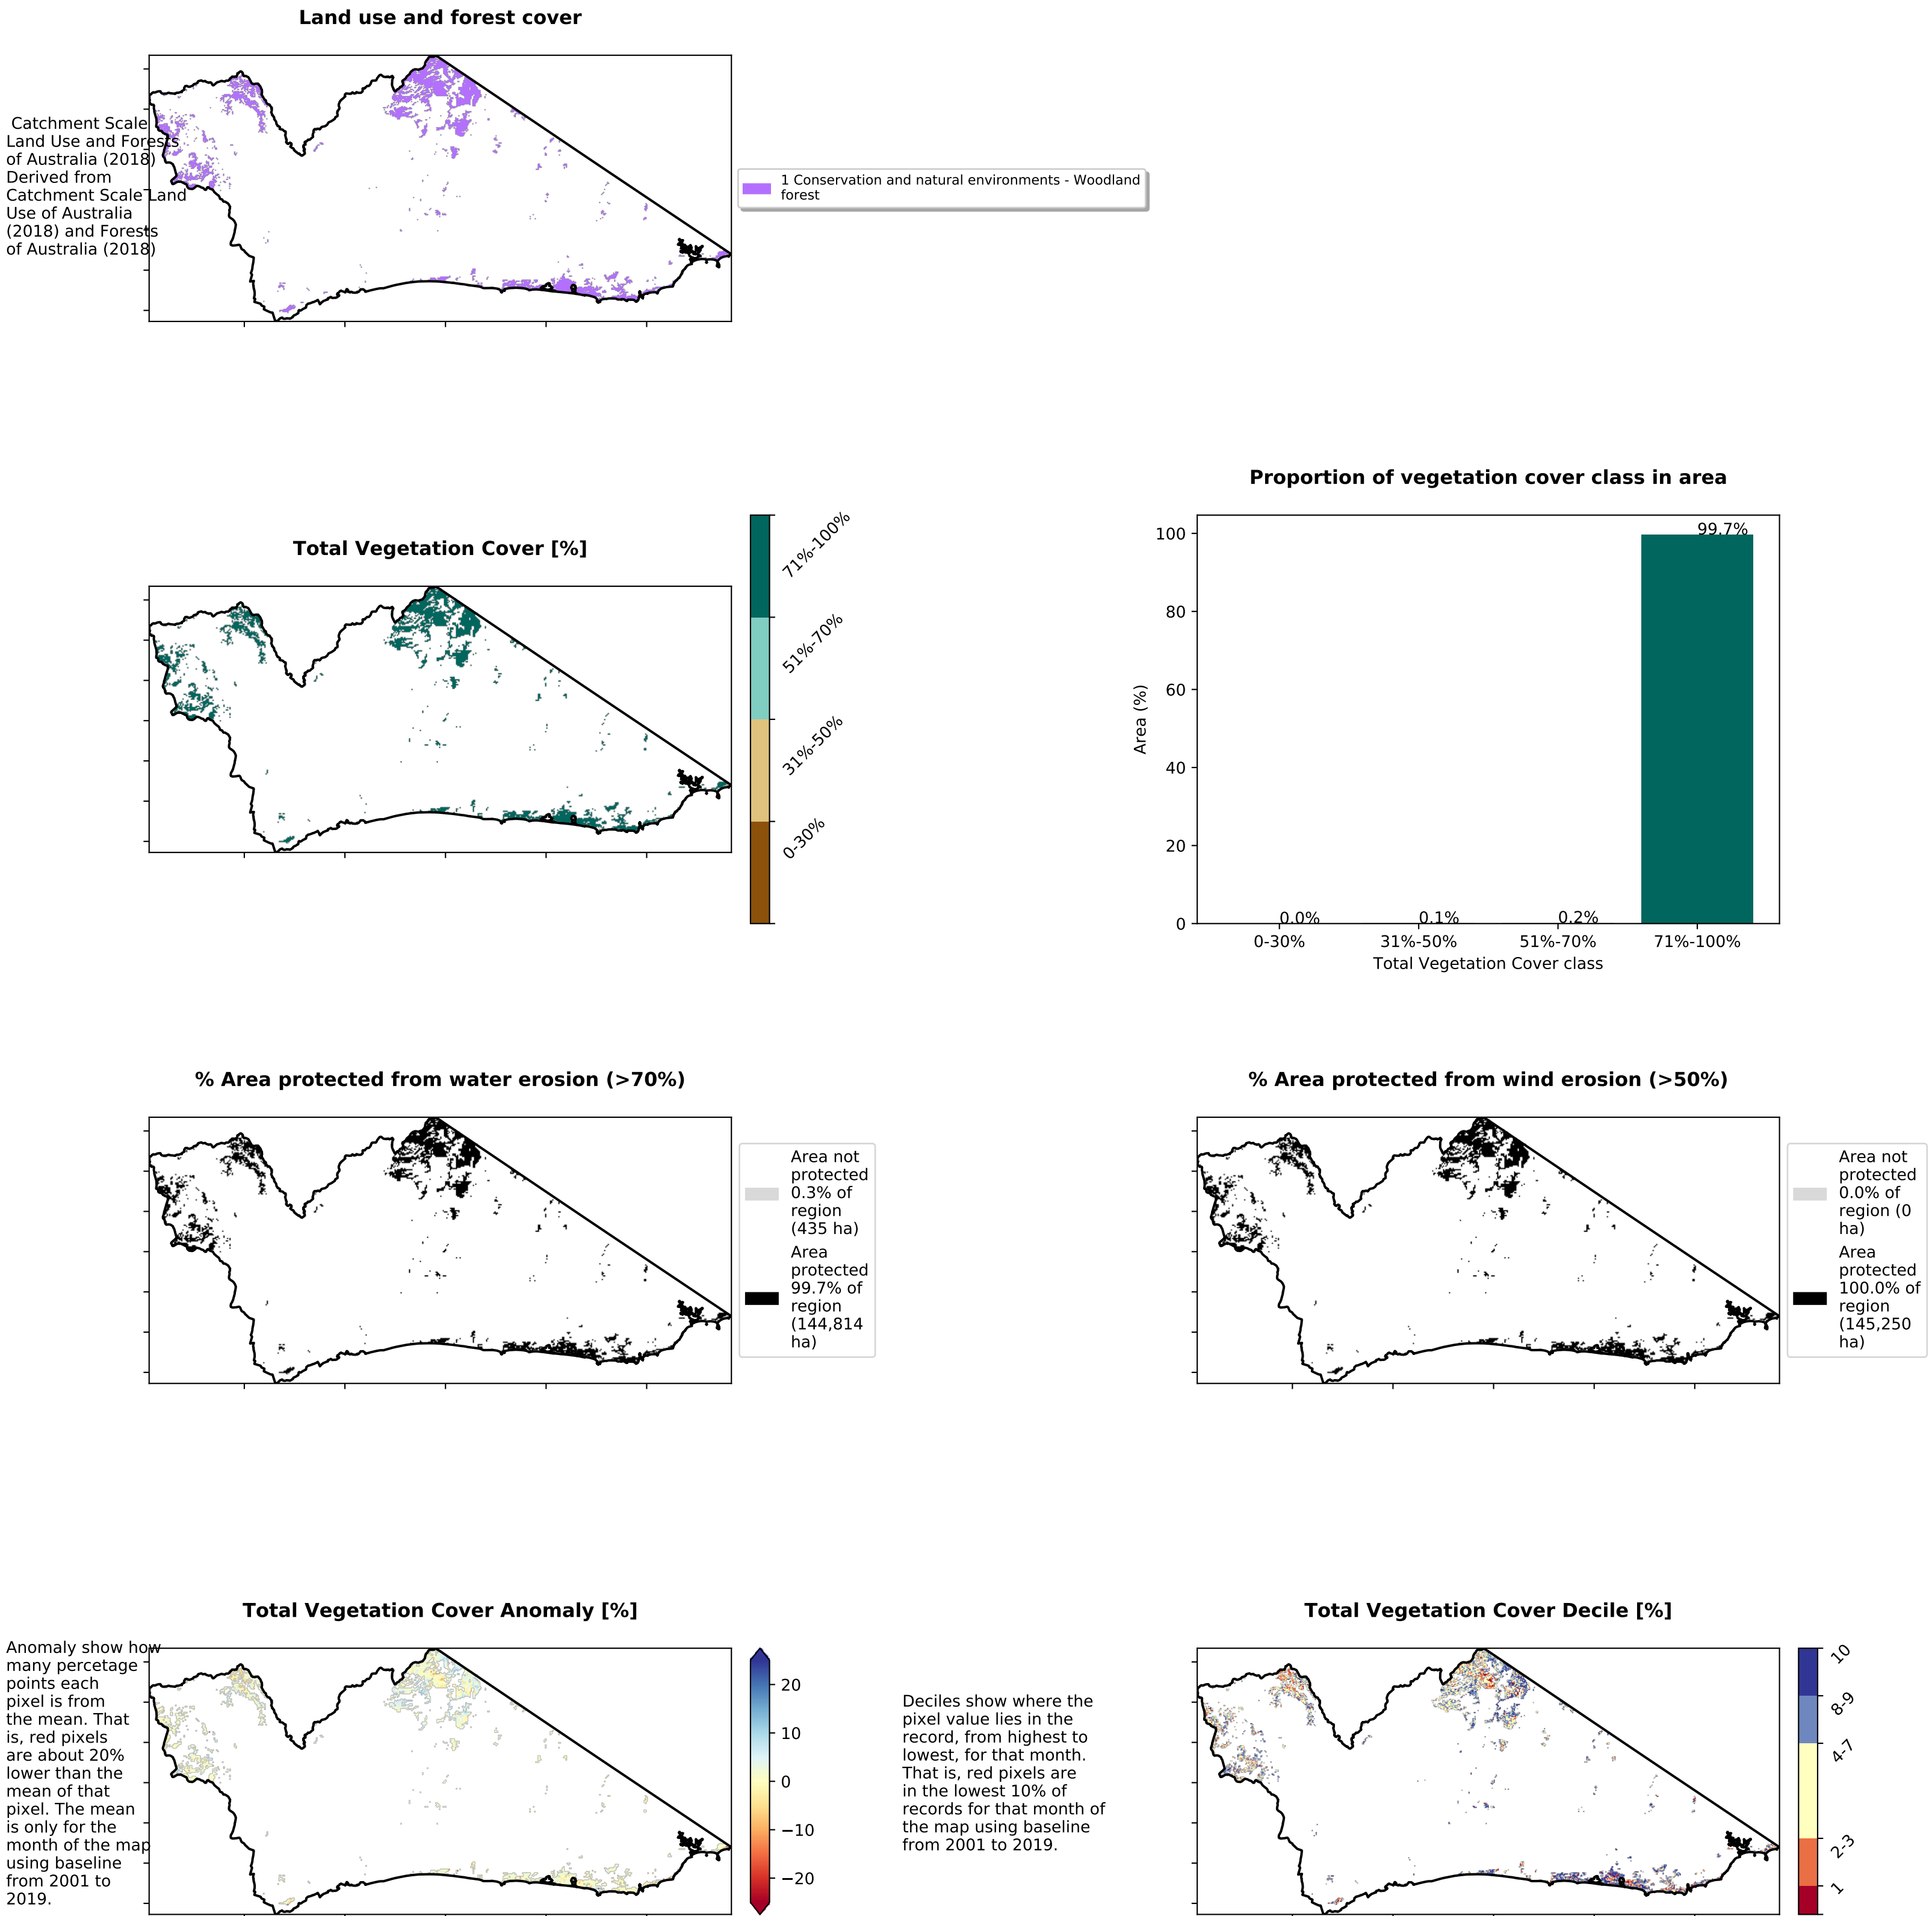 Land use and forest cover
Catchment Scale
Land Use and Forests
of Australia (2018)
Derived from
Catchment Scale Land
Use of Australia
(2018) and Forests
of Australia (2018)
1 Conservation and natural environments - Woodland
forest
Total Vegetation Cover [%]
71%-100%
51%-70%
31%-50%
0-30%
Proportion of vegetation cover class in area
Area (%)
100
80
60
40
20
0
0.0%
0.1%
0.2%
99.7%
0-30%
31%-50%
51%-70%
71%-100%
Total Vegetation Cover class
% Area protected from water erosion (>70%)
Area not
protected
0.3% of
region
(435 ha)
Area
protected
99.7% of
region
(144,814
ha)
% Area protected from wind erosion (>50%)
Area not
protected
0.0% of
region (0
ha)
Area
protected
100.0% of
region
(145,250
ha)
Total Vegetation Cover Anomaly [%]
Anomaly show how
many percetage
points each
pixel is from
the mean. That
is, red pixels
are about 20%
lower than the
mean of that
pixel. The mean
is only for the
month of the map
using baseline
from 2001 to
2019.
20
10
0
−10
−20
Total Vegetation Cover Decile [%]
Deciles show where the
pixel value lies in the
record, from highest to
lowest, for that month.
That is, red pixels are
in the lowest 10% of
records for that month of
the map using baseline
from 2001 to 2019.
10
8-9
4-7
2-3
1